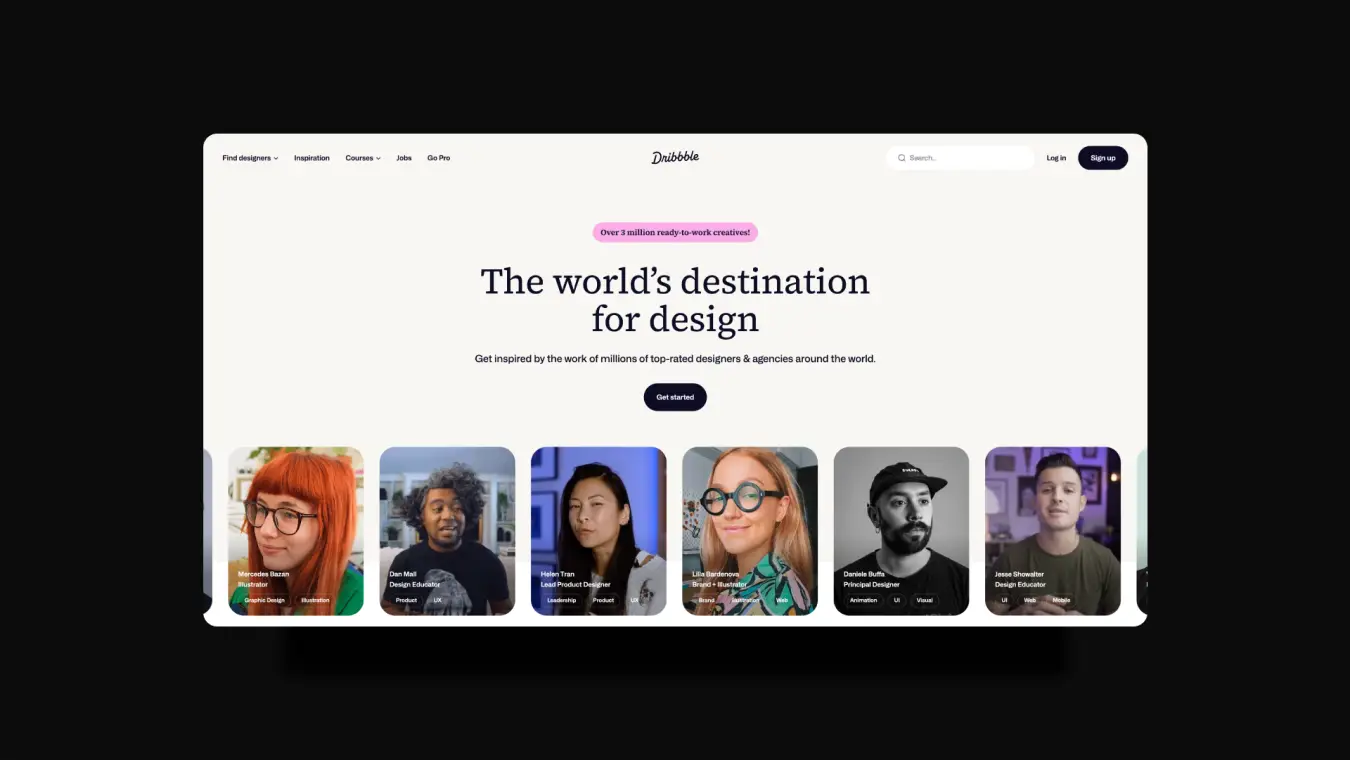 Find designers
Inspiration
Courses
Jobs
Go Pro
Dribbble
Search..
Log in
Sign up
Over 3 million ready-to-work creatives!
The world's destination
for design
Get inspired by the work of millions of top-rated designers & agencies around the world.
Get started
Mercedes Bazan
Illustrator
Graphic Design
Illustration
Dan Mall
Design Educator
Product
UX
Helen Tran
Lead Product Designer
Leadership
Product
UX
Lilla Bardenova
Brand + Illustrator
Brand
Illustration
Web
Daniele Buffa
Principal Designer
Animation
UI
Visual
Jesse Showalter
Design Educator
UI
Web
Mobile